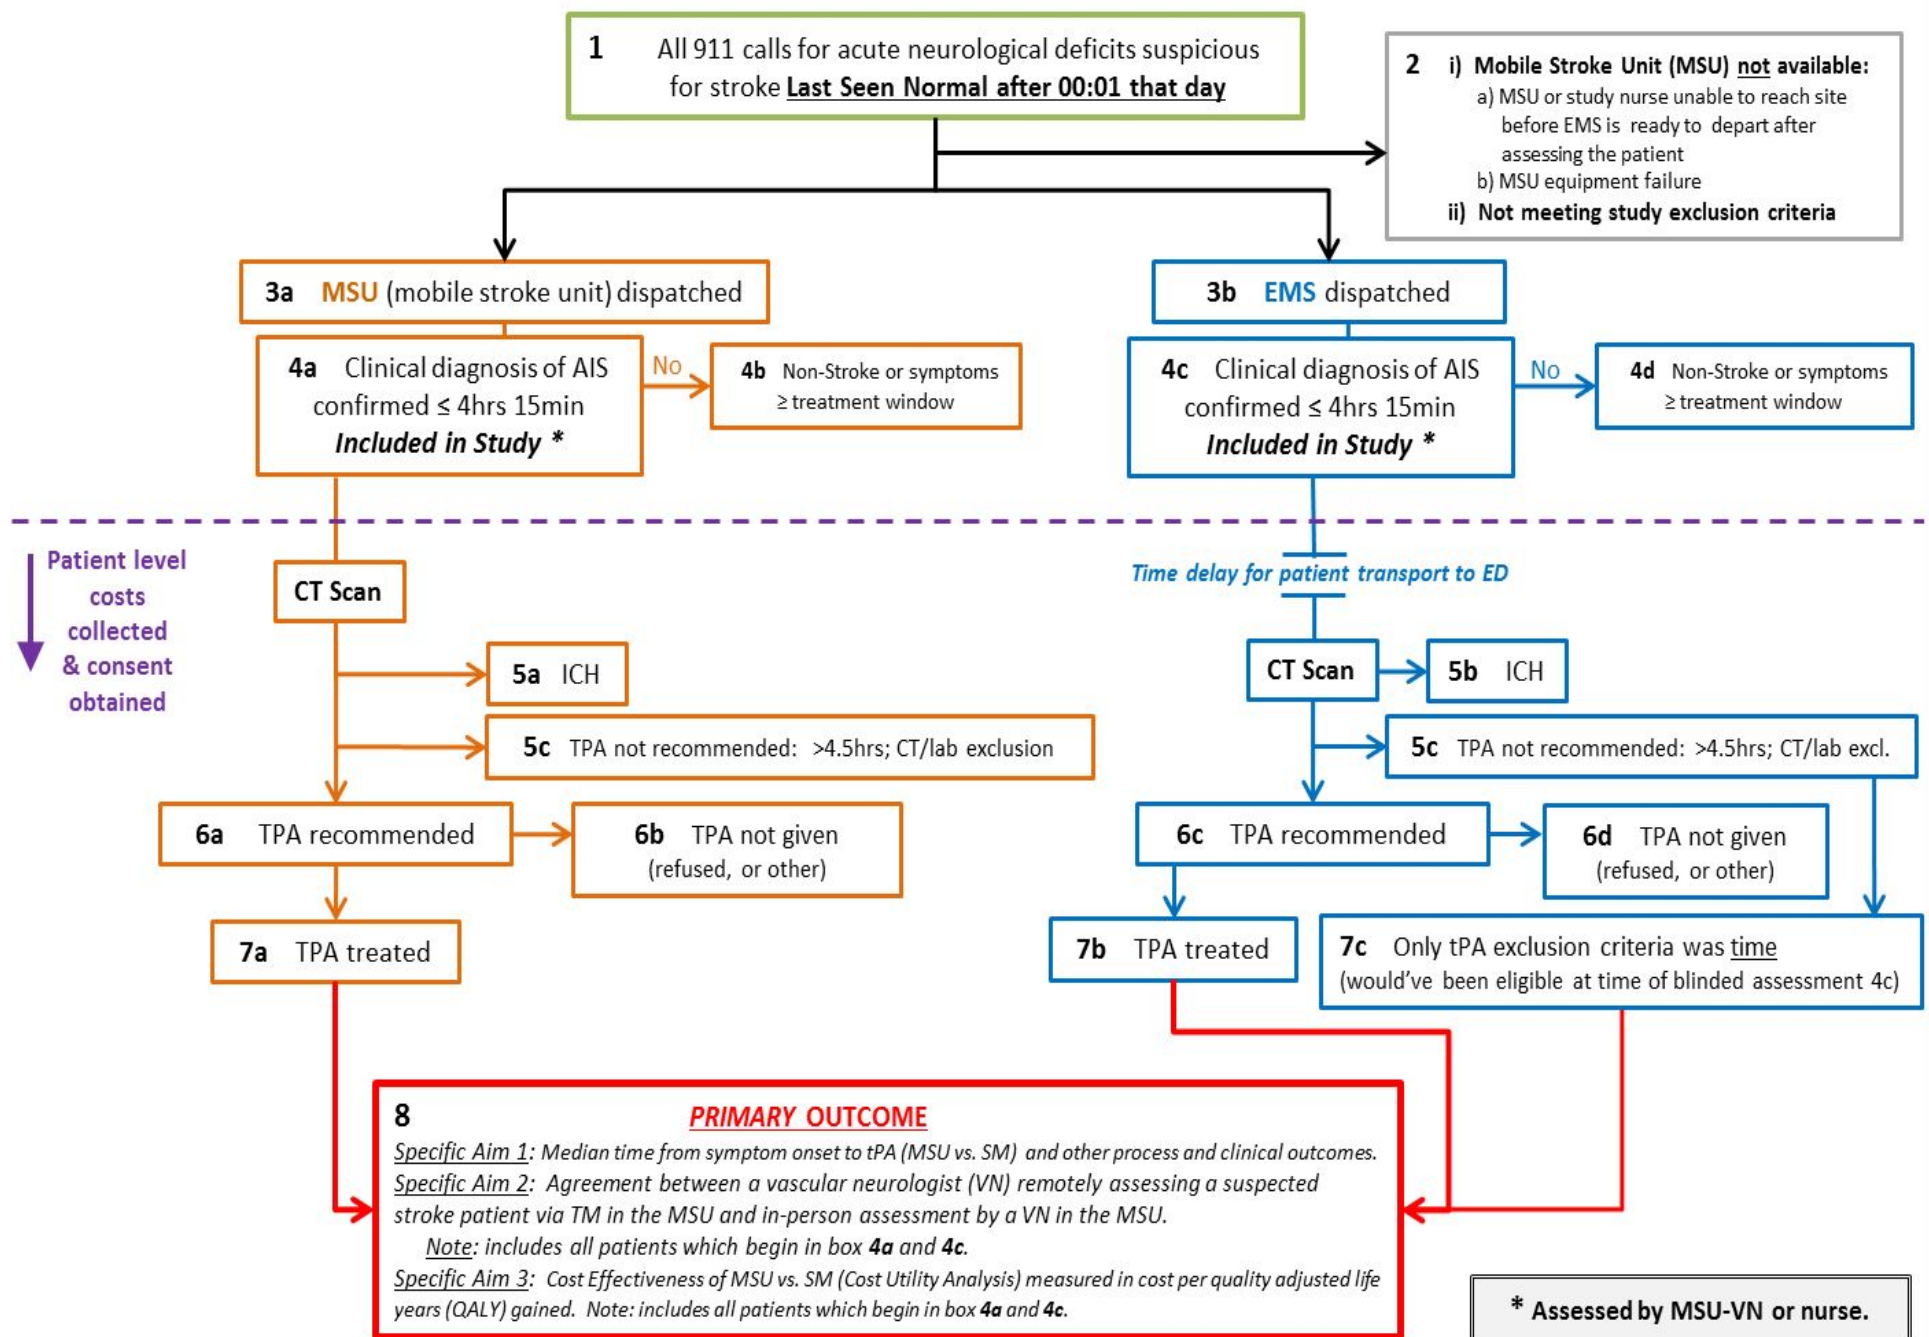 1 All 911 calls for acute neurological deficits suspicious
for stroke Last Seen Normal after 00:01 that day
2 i) Mobile Stroke Unit (MSU) not available:
a) MSU or study nurse unable to reach site
before EMS is ready to depart after
assessing the patient
b) MSU equipment failure
ii) Not meeting study exclusion criteria
3a MSU (mobile stroke unit) dispatched
3b EMS dispatched
4a Clinical diagnosis of AIS
confirmed ≤ 4hrs 15min
Included in Study *
No
4b Non-Stroke or symptoms
≥ treatment window
4c Clinical diagnosis of AIS
confirmed ≤ 4hrs 15min
Included in Study *
No
4d Non-Stroke or symptoms
≥ treatment window
Patient level
costs
collected
& consent
obtained
CT Scan
Time delay for patient transport to ED
5a ICH
CT Scan
5b ICH
5c TPA not recommended: >4.5hrs; CT/lab exclusion
5c TPA not recommended: >4.5hrs; CT/lab excl.
6a TPA recommended
6b TPA not given
(refused, or other)
6c TPA recommended
6d TPA not given
(refused, or other)
7a TPA treated
7b TPA treated
7c Only tPA exclusion criteria was time
(would've been eligible at time of blinded assessment 4c)
8 PRIMARY OUTCOME
Specific Aim 1: Median time from symptom onset to tPA (MSU vs. SM) and other process and clinical outcomes.
Specific Aim 2: Agreement between a vascular neurologist (VN) remotely assessing a suspected
stroke patient via TM in the MSU and in-person assessment by a VN in the MSU.
Note: includes all patients which begin in box 4a and 4c.
Specific Aim 3: Cost Effectiveness of MSU vs. SM (Cost Utility Analysis) measured in cost per quality adjusted life
years (QALY) gained. Note: includes all patients which begin in box 4a and 4c.
* Assessed by MSU-VN or nurse.